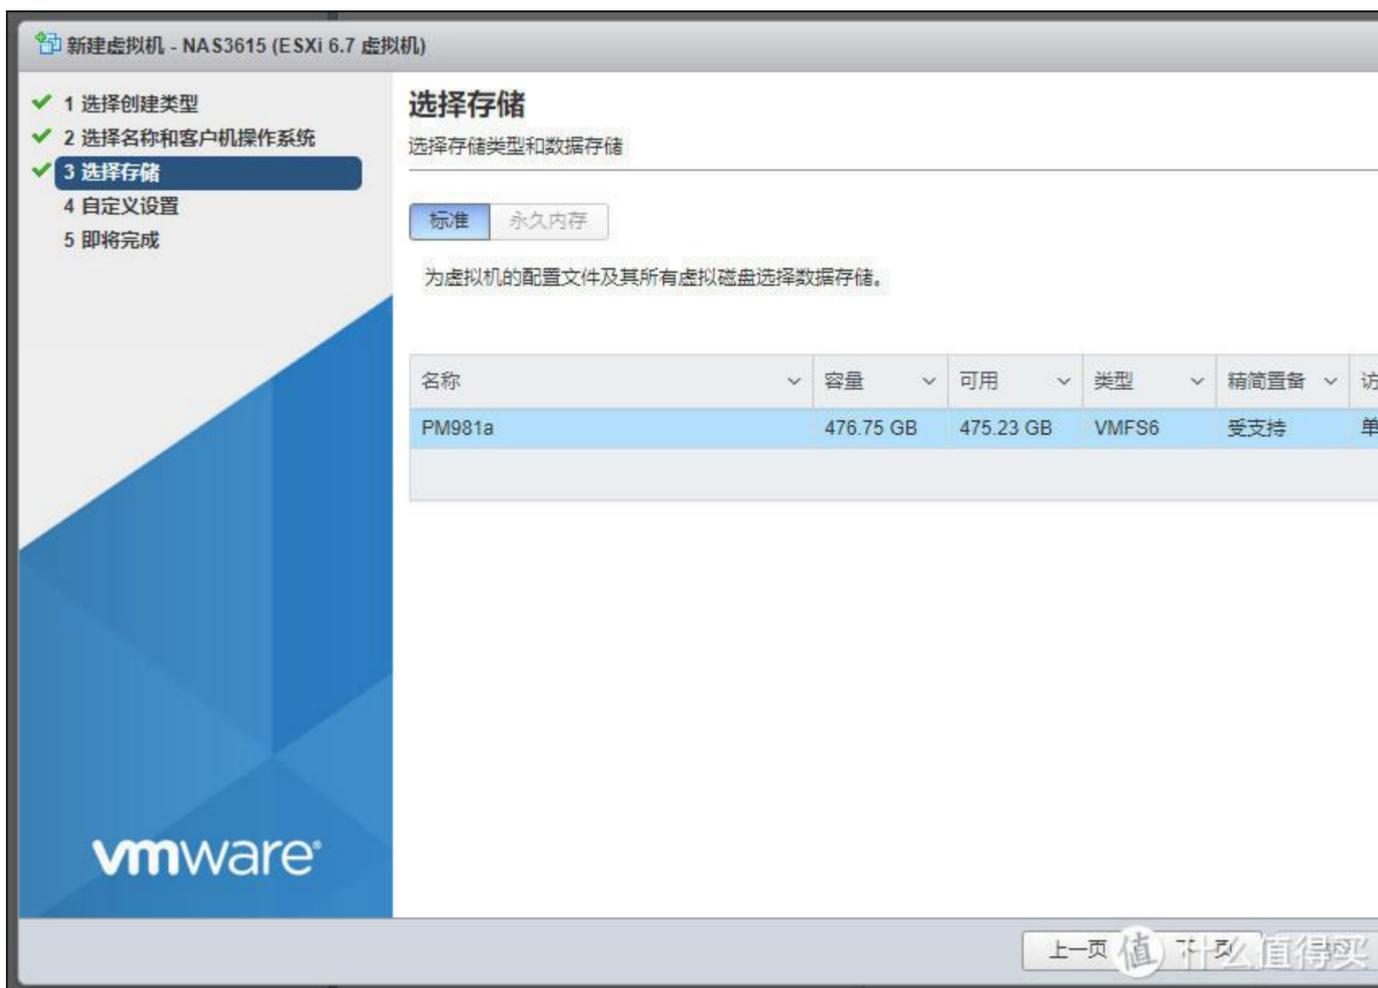 新建虚拟机 - NAS3615 (ESXi 6.7 虚拟机)
1 选择创建类型
2 选择名称和客户机操作系统
3 选择存储
4 自定义设置
5 即将完成
vmware
选择存储
选择存储类型和数据存储
标准 永久内存
为虚拟机的配置文件及其所有虚拟磁盘选择数据存储。
名称 容量 可用 类型 精简置备 访
PM981a 476.75 GB 475.23 GB VMFS6 受支持 单
上一页 下一页
值 什么值得买